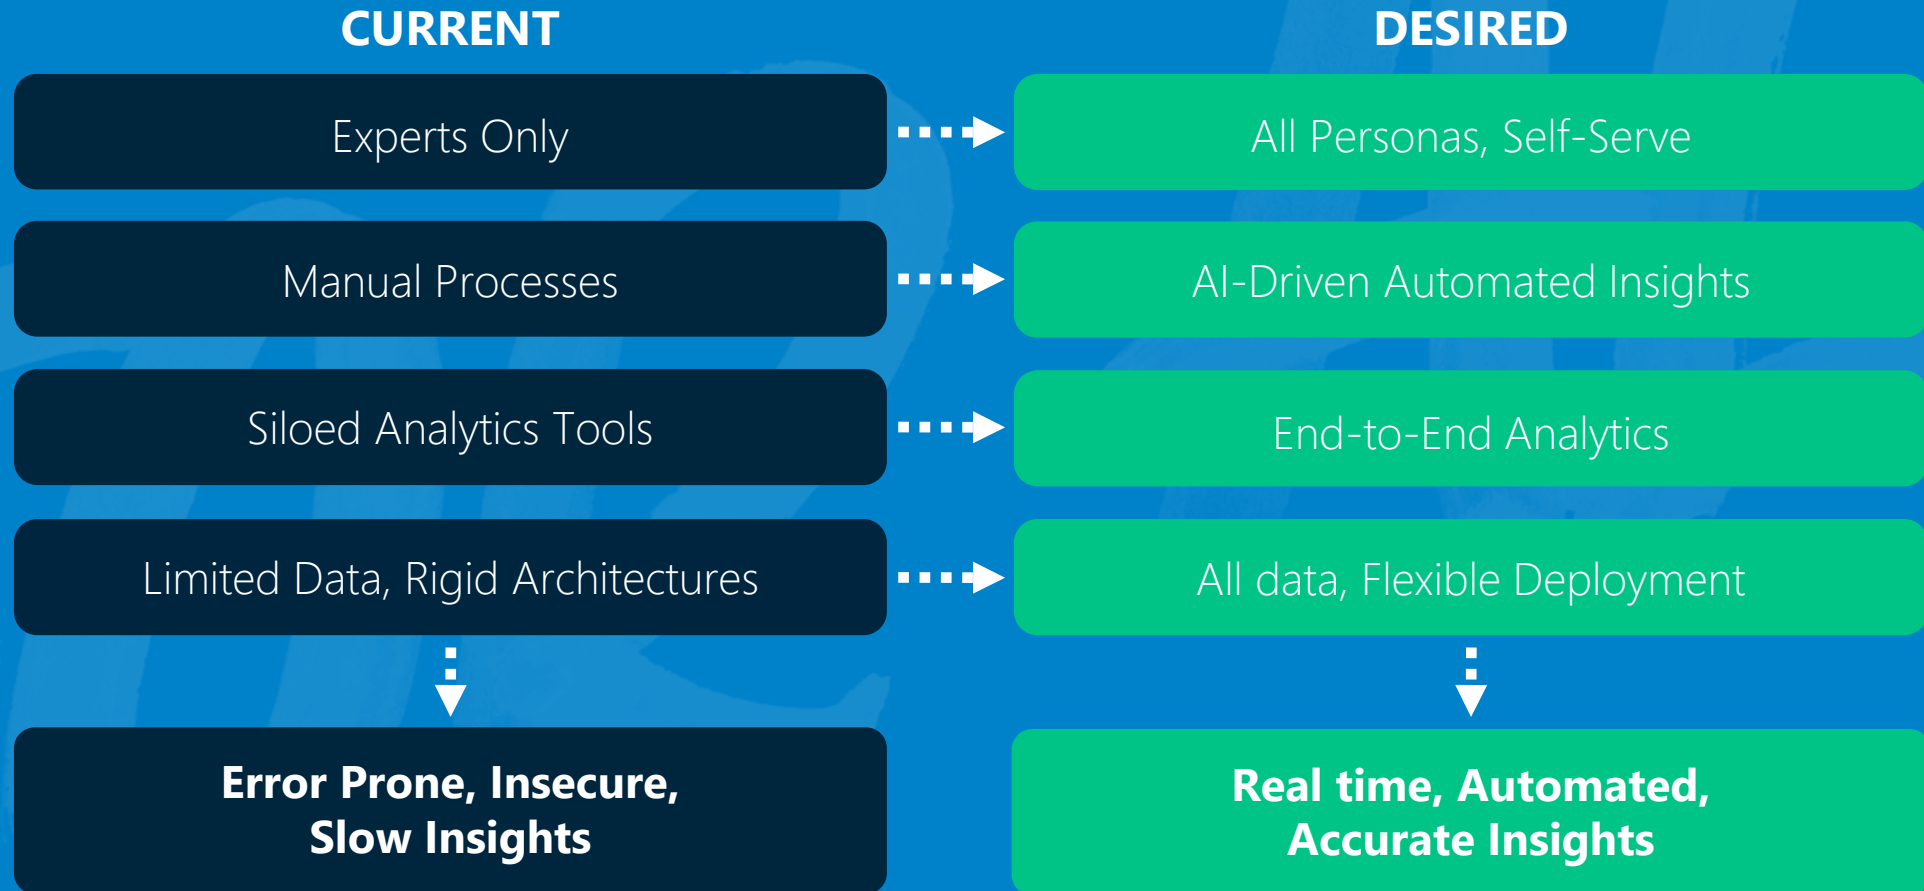 CURRENT
DESIRED
Experts Only
All Personas, Self-Serve
Manual Processes
AI-Driven Automated Insights
Siloed Analytics Tools
End-to-End Analytics
Limited Data, Rigid Architectures
All data, Flexible Deployment
Error Prone, Insecure,
Slow Insights
Real time, Automated,
Accurate Insights